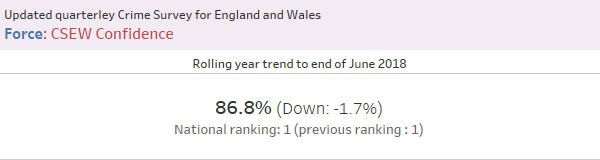 Updated quarterley Crime Survey for England and Wales
Force: CSEW Confidence
Rolling year trend to end of June 2018
86.8% (Down: -1.7%)
National ranking: 1 (previous ranking : 1)